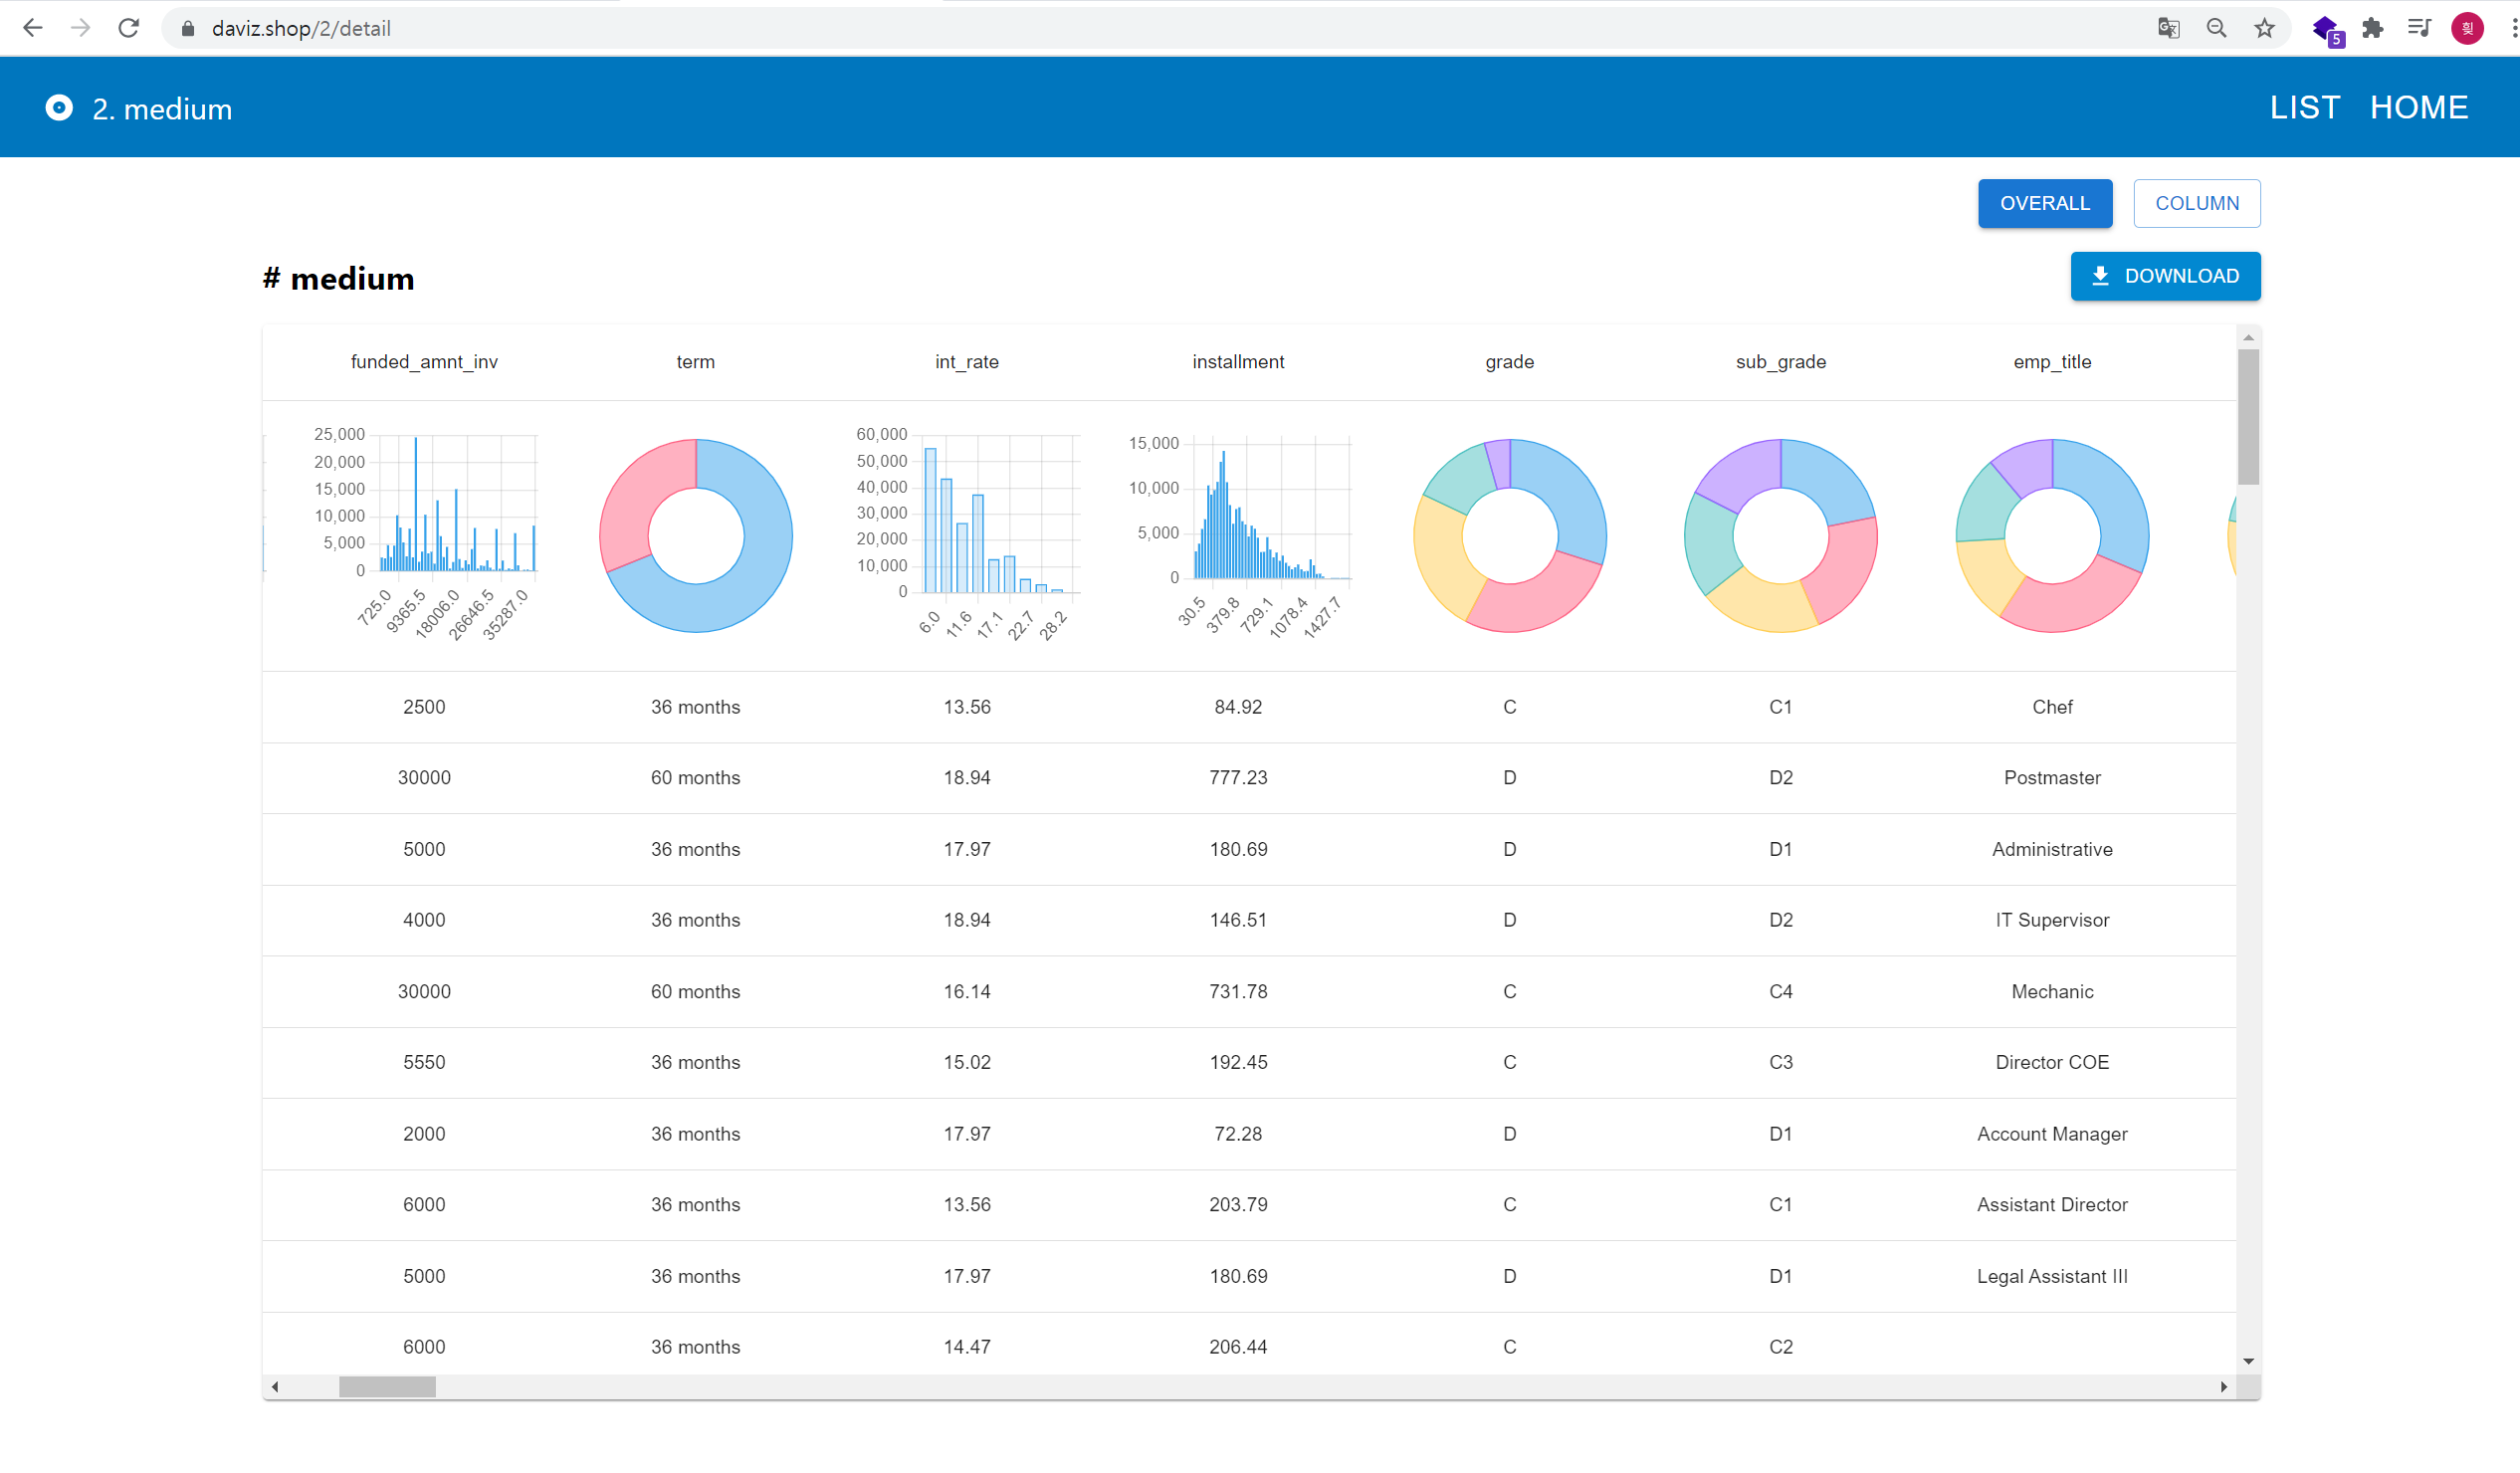 daviz.shop/2/detail
5
휫
2. medium
LIST HOME
OVERALL COLUMN
# medium
DOWNLOAD
funded_amnt_inv term int_rate installment grade sub_grade emp_title
25,000
20,000
15,000
10,000
5,000
0
725.0 9365.5 18006.0 26646.5 35287.0
60,000
50,000
40,000
30,000
20,000
10,000
0
6.0 11.6 17.1 22.7 28.2
15,000
10,000
5,000
0
30.5 379.8 729.1 1078.4 1427.7
2500 36 months 13.56 84.92 C C1 Chef
30000 60 months 18.94 777.23 D D2 Postmaster
5000 36 months 17.97 180.69 D D1 Administrative
4000 36 months 18.94 146.51 D D2 IT Supervisor
30000 60 months 16.14 731.78 C C4 Mechanic
5550 36 months 15.02 192.45 C C3 Director COE
2000 36 months 17.97 72.28 D D1 Account Manager
6000 36 months 13.56 203.79 C C1 Assistant Director
5000 36 months 17.97 180.69 D D1 Legal Assistant III
6000 36 months 14.47 206.44 C C2